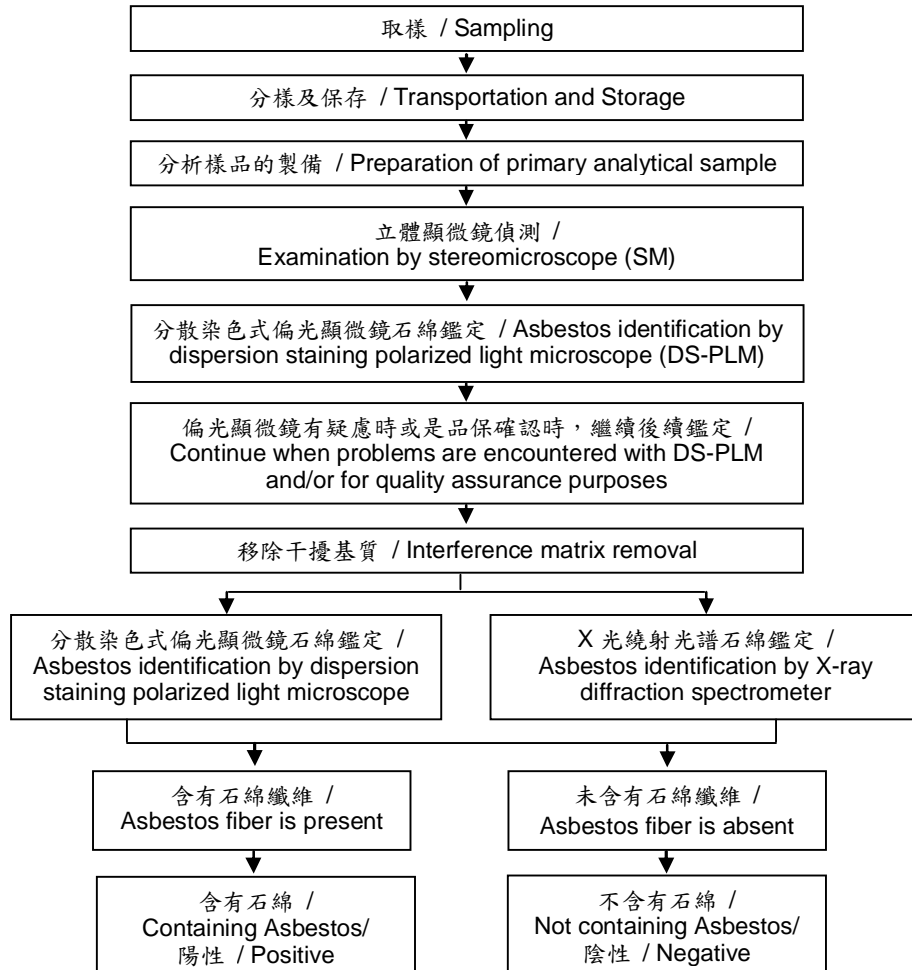 取樣 / Sampling
分樣及保存 / Transportation and Storage
分析樣品的製備 / Preparation of primary analytical sample
立體顯微鏡偵測 /
Examination by stereomicroscope (SM)
分散染色式偏光顯微鏡石綿鑑定 / Asbestos identification by
dispersion staining polarized light microscope (DS-PLM)
偏光顯微鏡有疑慮時或是品保確認時，繼續後續鑑定 /
Continue when problems are encountered with DS-PLM
and/or for quality assurance purposes
移除干擾基質 / Interference matrix removal
分散染色式偏光顯微鏡石綿鑑定 /
Asbestos identification by dispersion
staining polarized light microscope
X 光繞射光譜石綿鑑定 /
Asbestos identification by X-ray
diffraction spectrometer
含有石綿纖維 /
Asbestos fiber is present
未含有石綿纖維 /
Asbestos fiber is absent
含有石綿 /
Containing Asbestos/
陽性 / Positive
不含有石綿 /
Not containing Asbestos/
陰性 / Negative